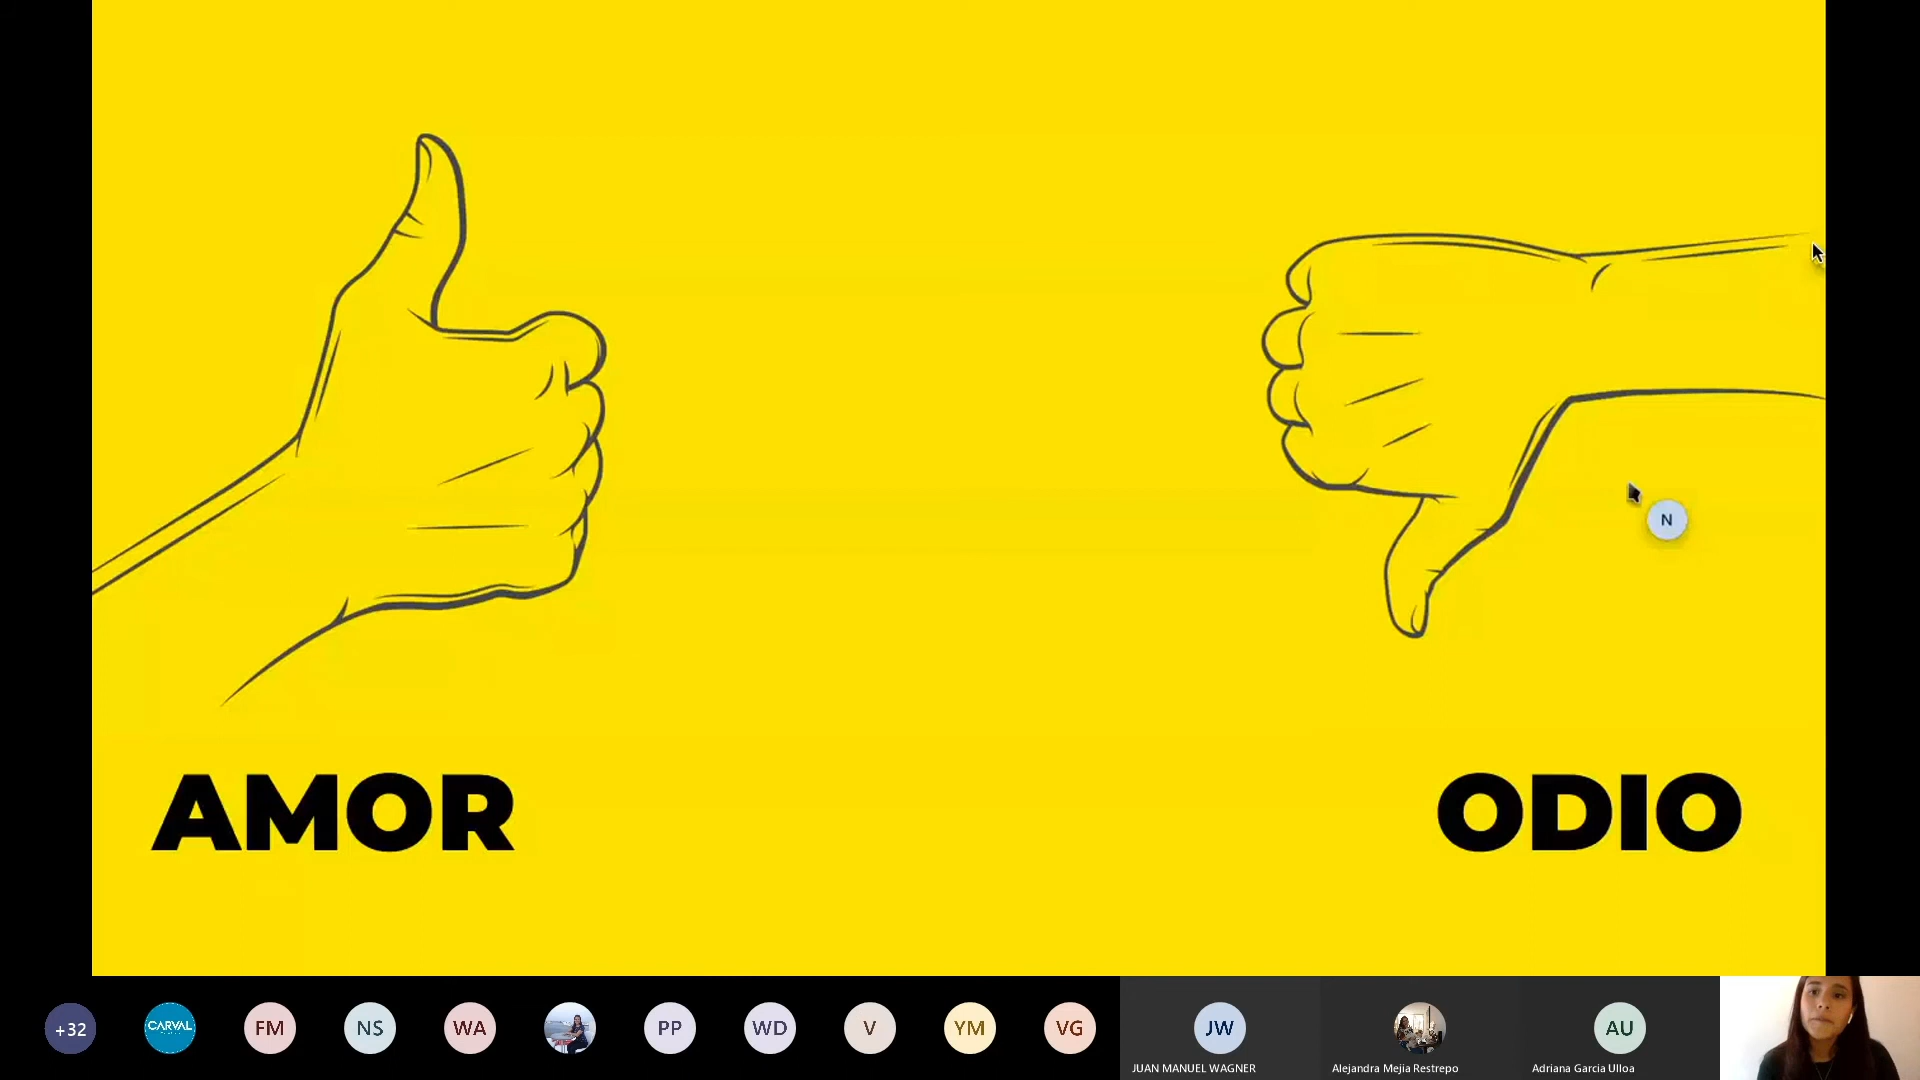 N
AMOR
ODIO
+32
CARVAL
FM
NS
WA
PP
WD
V
YM
VG
JW
AU
JUAN MANUEL WAGNER
Alejandra Mejia Restrepo
Adriana Garcia Ulloa